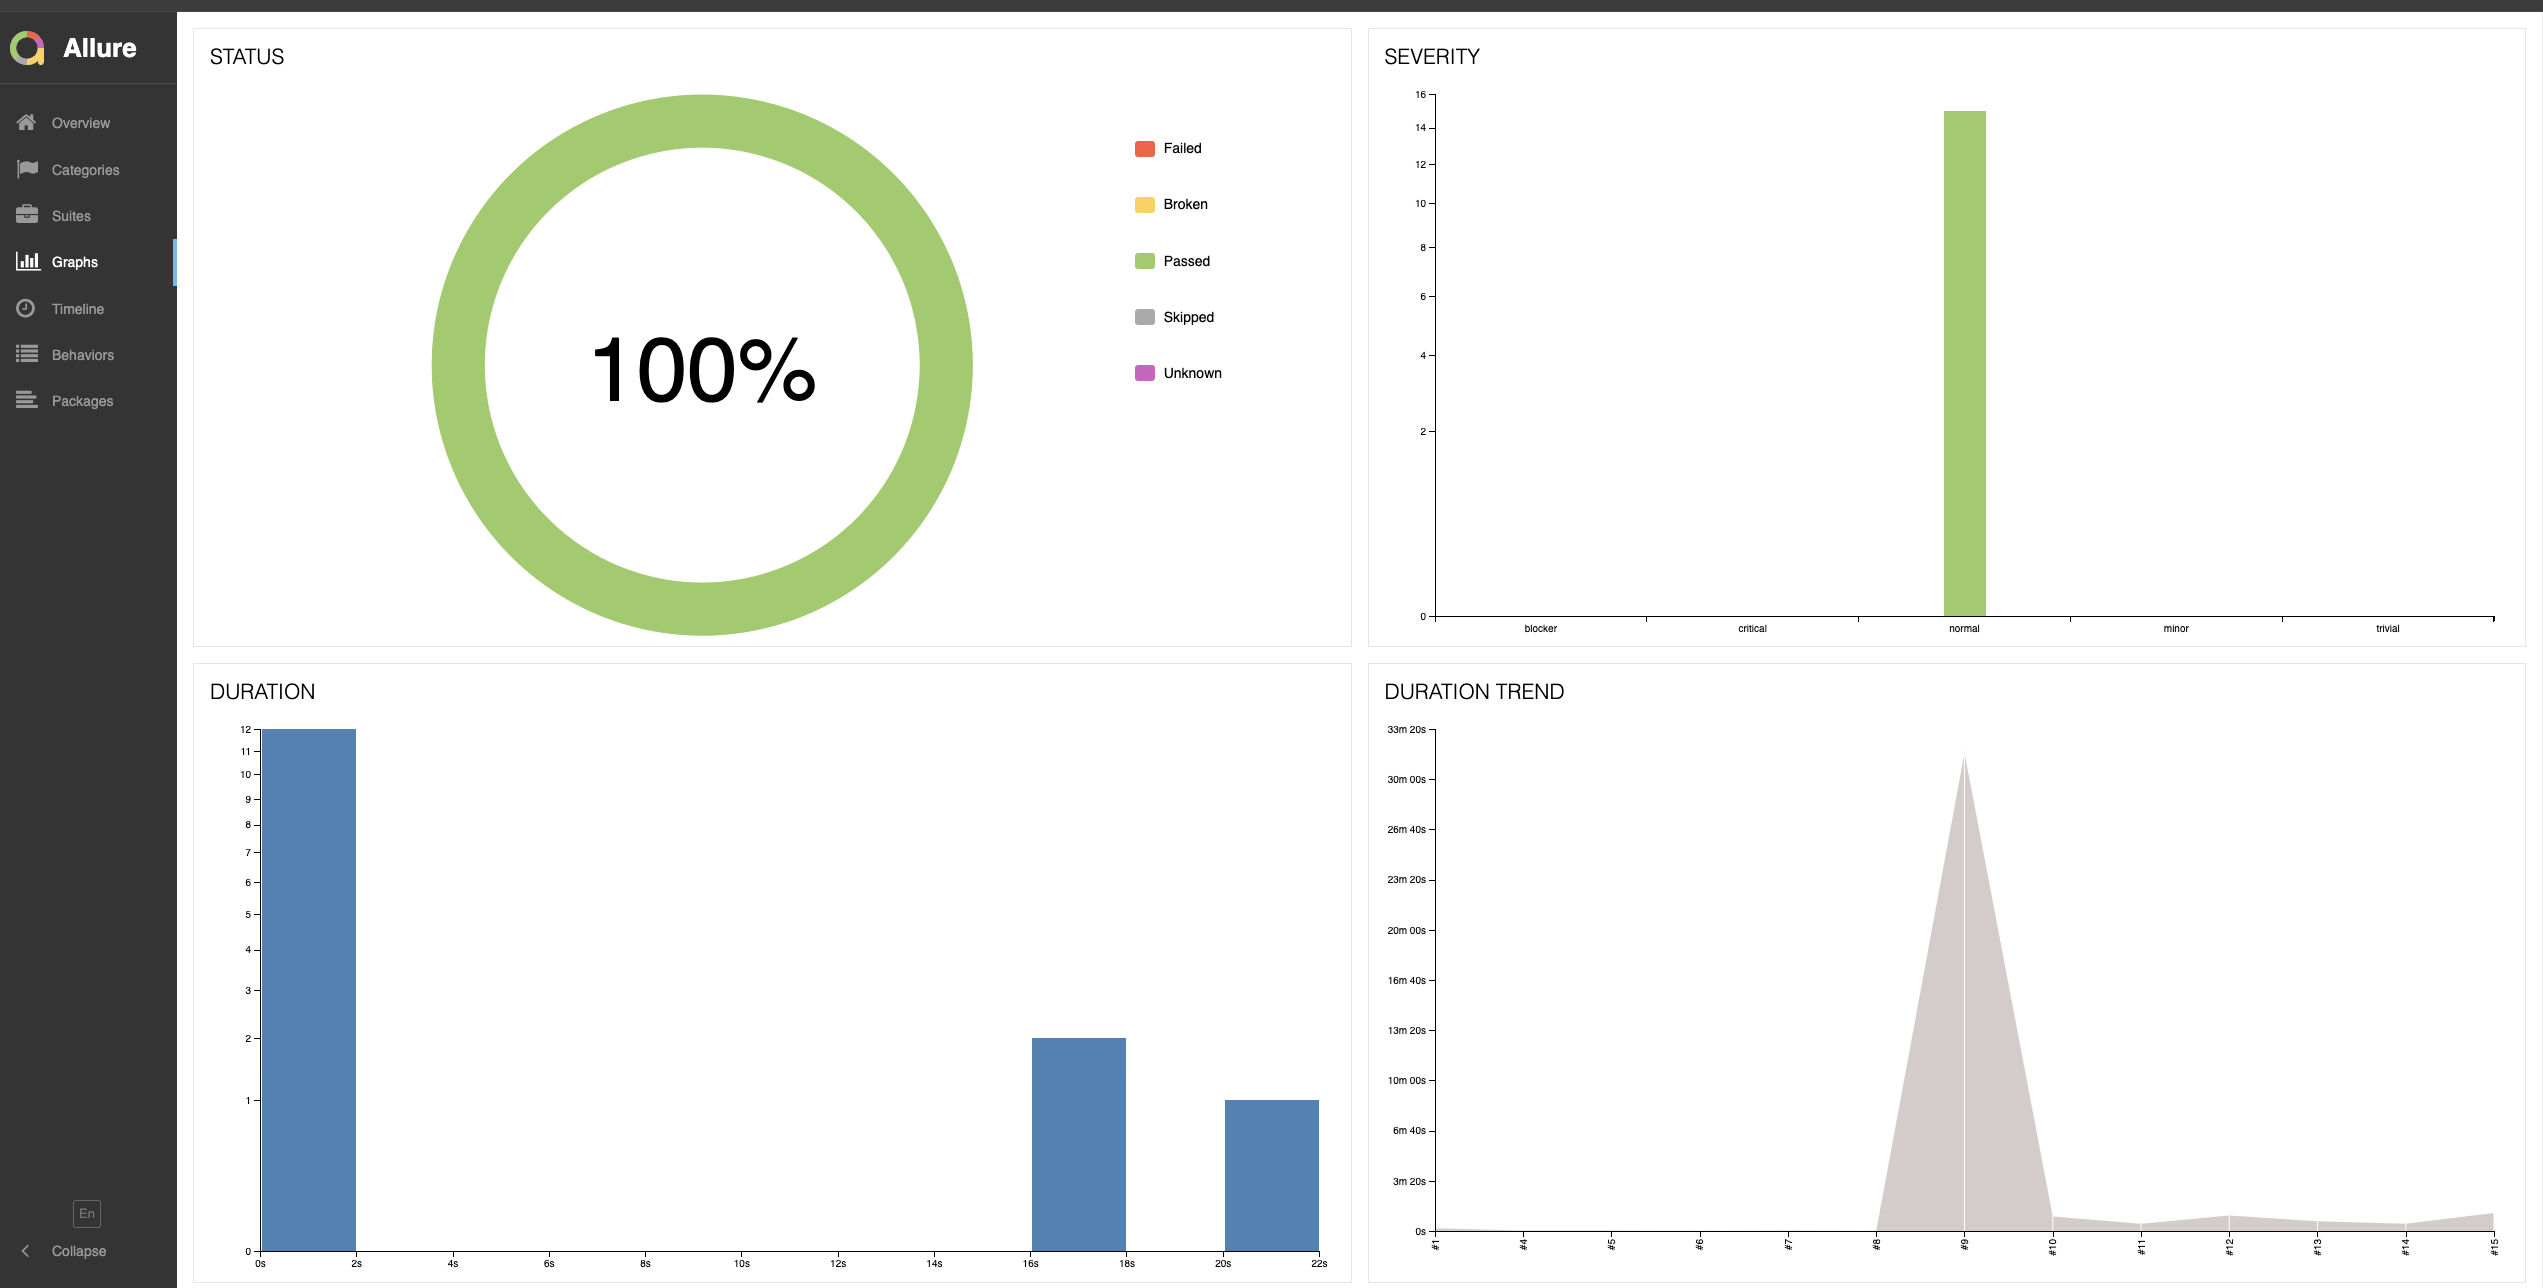 Allure
Overview
Categories
Suites
Graphs
Timeline
Behaviors
Packages
En
Collapse
STATUS
100%
Failed
Broken
Passed
Skipped
Unknown
SEVERITY
16
14
12
10
8
6
4
2
0
blocker critical normal minor trivial
DURATION
12
11
10
9
8
7
6
5
4
3
2
1
0
0s 2s 4s 6s 8s 10s 12s 14s 16s 18s 20s 22s
DURATION TREND
33m 20s
30m 00s
26m 40s
23m 20s
20m 00s
16m 40s
13m 20s
10m 00s
6m 40s
3m 20s
0s
#1 #4 #5 #6 #7 #8 #9 #10 #11 #12 #13 #14 #15